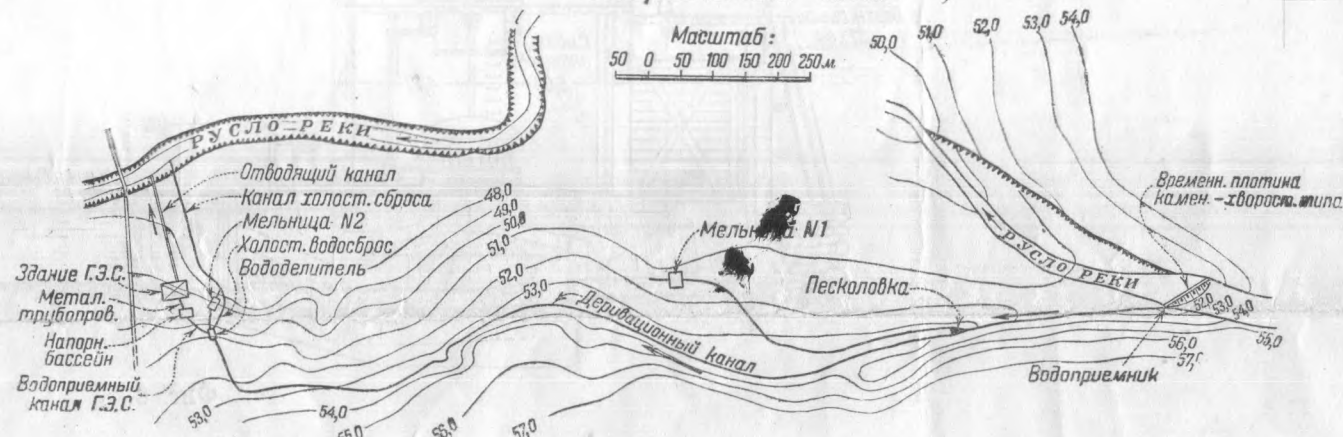 Масштаб:
50 0 50 100 150 200 250 м
50,0
51,0
52,0
53,0
54,0
РУСЛО РЕКИ
Отводящий канал
Канал холост. сброса
Мельница N2
Холост. водосброс
Вододелитель
48,0
49,0
50,0
51,0
52,0
53,0
Здание Г.Э.С.
Метал.
трубопров.
Напорн.
бассейн
Водоприемный
канал Г.Э.С.
Мельница N1
Песколовка
Деривационный канал
РУСЛО РЕКИ
Временн. плотина
камен.-хворост. типа
52,0
53,0
54,0
55,0
56,0
57,0
Водоприемник
53,0
54,0
55,0
56,0
57,0